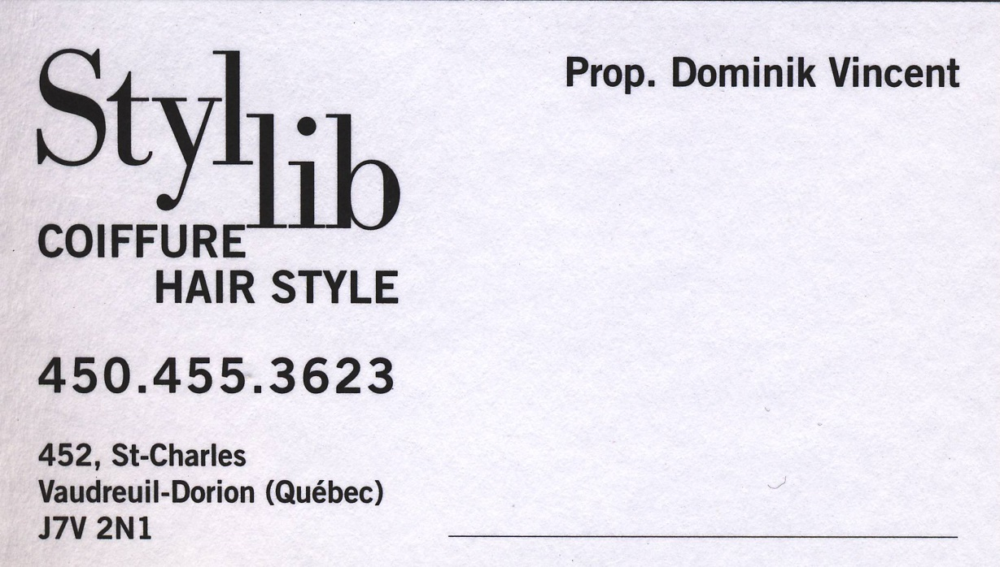 Styl
lib
COIFFURE
HAIR STYLE
450.455.3623
452, St-Charles
Vaudreuil-Dorion (Québec)
J7V 2N1
Prop. Dominik Vincent